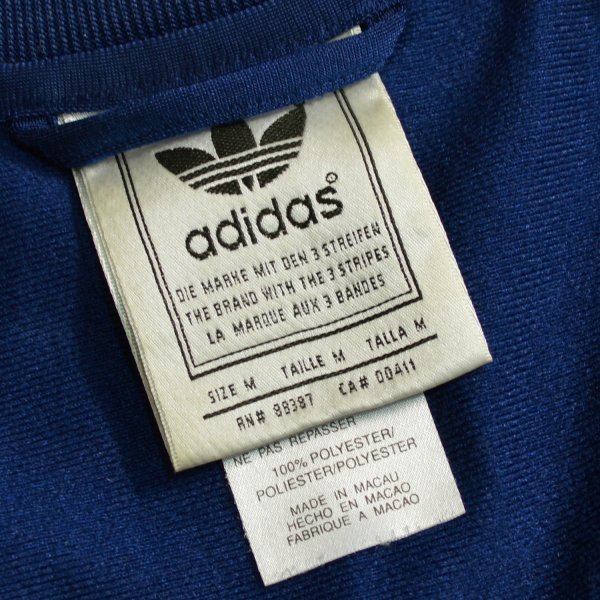 adidas®
DIE MARKE MIT DEN 3 STREIFEN
THE BRAND WITH THE 3 STRIPES
LA MARQUE AUX 3 BANDES
SIZE M TAILLE M TALLA M
RN# 88387 CA# 00411
NE PAS REPASSER
100% POLYESTER/
POLIESTER/POLYESTER
MADE IN MACAU
HECHO EN MACAO
FABRIQUE A MACAO